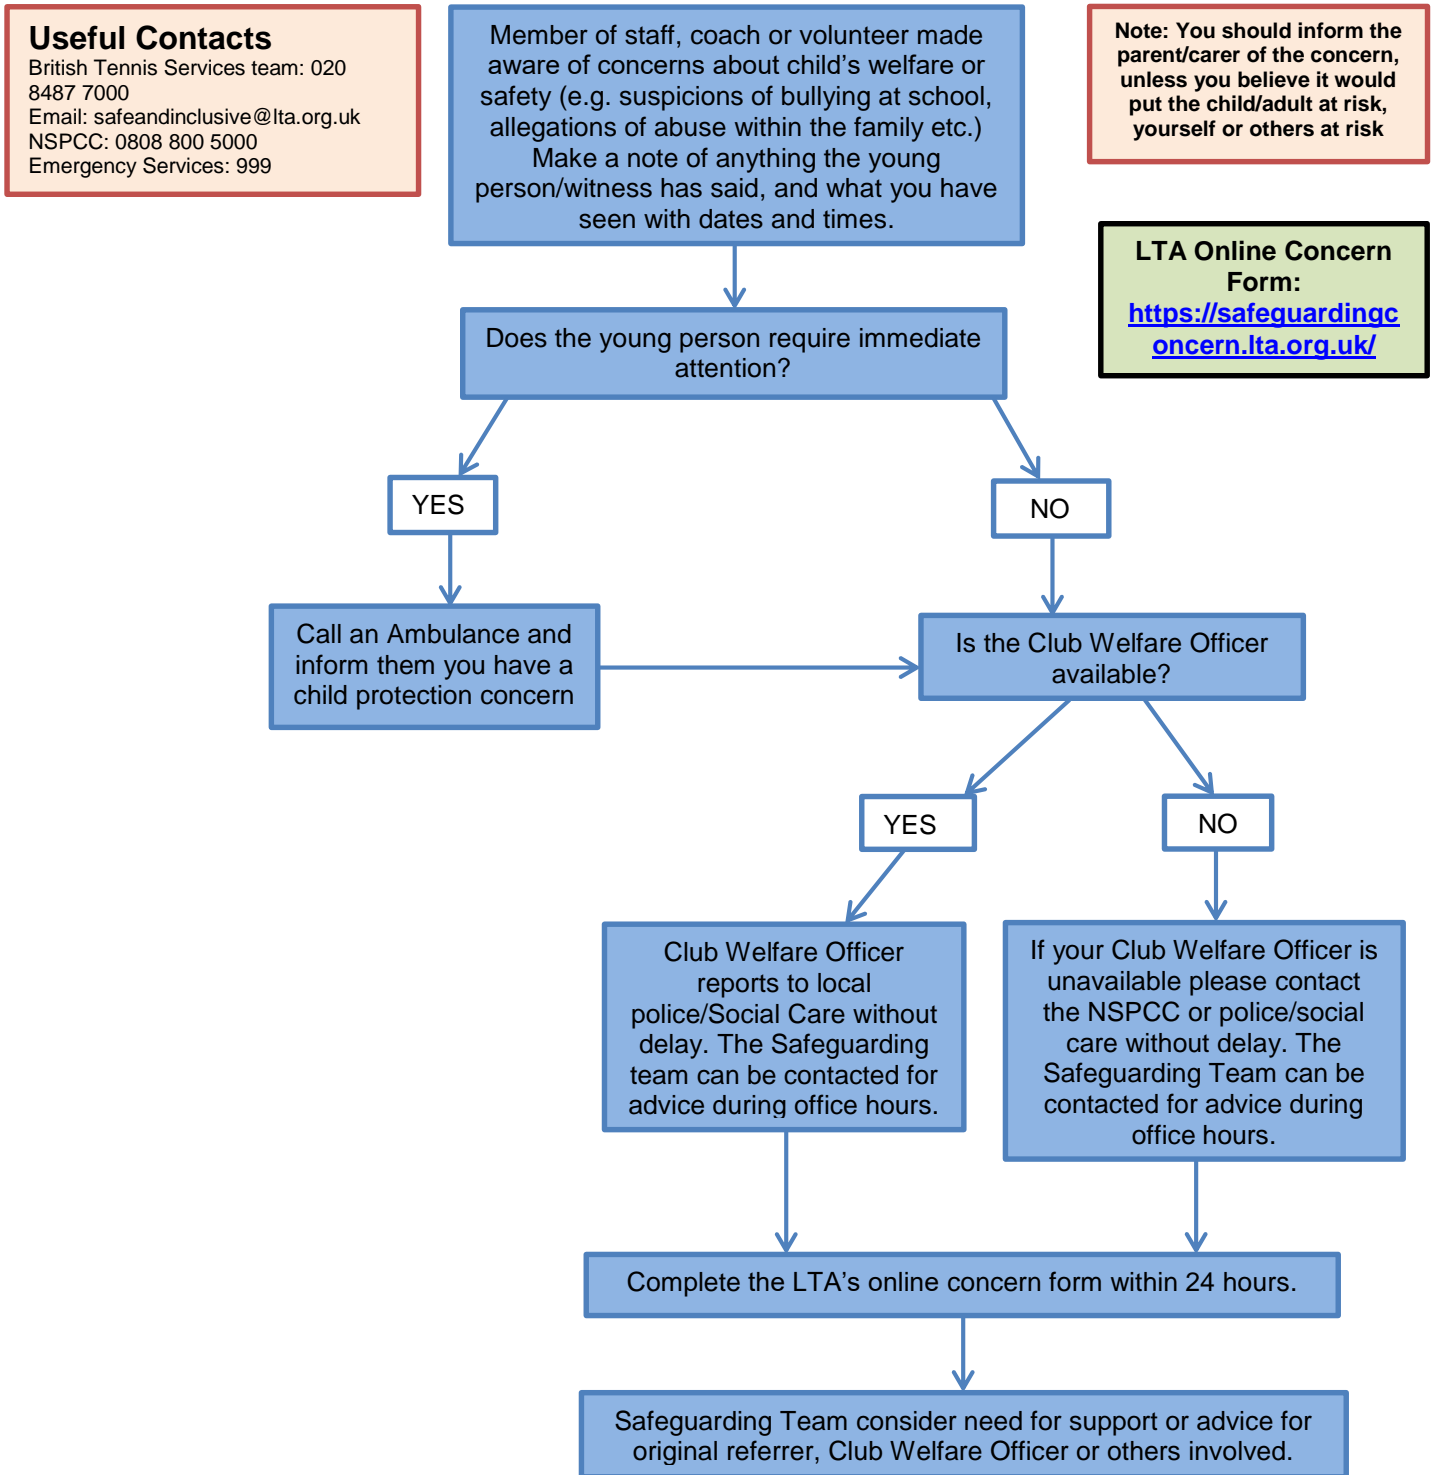 Useful Contacts
British Tennis Services team: 020
8487 7000
Email: safeandinclusive@lta.org.uk
NSPCC: 0808 800 5000
Emergency Services: 999
Member of staff, coach or volunteer made
aware of concerns about child’s welfare or
safety (e.g. suspicions of bullying at school,
allegations of abuse within the family etc.)
Make a note of anything the young
person/witness has said, and what you have
seen with dates and times.
Note: You should inform the
parent/carer of the concern,
unless you believe it would
put the child/adult at risk,
yourself or others at risk
LTA Online Concern
Form:
https://safeguardingc
oncern.lta.org.uk/
Does the young person require immediate
attention?
YES
NO
Call an Ambulance and
inform them you have a
child protection concern
Is the Club Welfare Officer
available?
YES
NO
Club Welfare Officer
reports to local
police/Social Care without
delay. The Safeguarding
team can be contacted for
advice during office hours.
If your Club Welfare Officer is
unavailable please contact
the NSPCC or police/social
care without delay. The
Safeguarding Team can be
contacted for advice during
office hours.
Complete the LTA’s online concern form within 24 hours.
Safeguarding Team consider need for support or advice for
original referrer, Club Welfare Officer or others involved.